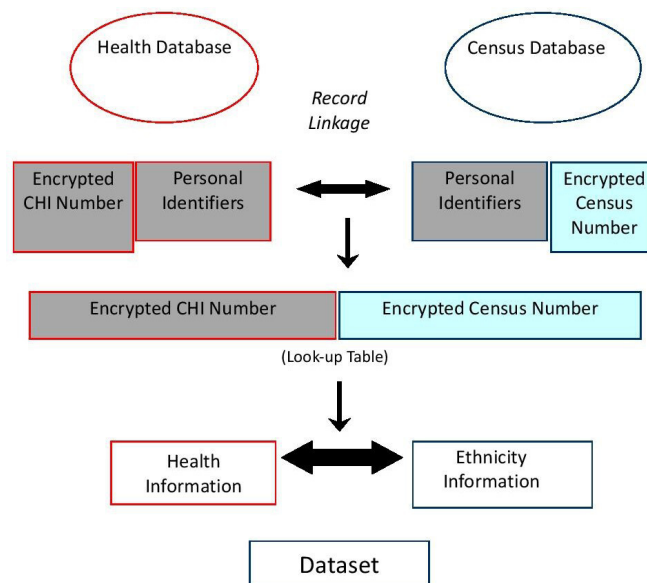 Health Database
Census Database
Record
Linkage
Encrypted
CHI Number
Personal
Identifiers
Personal
Identifiers
Encrypted
Census
Number
Encrypted CHI Number
Encrypted Census Number
(Look-up Table)
Health
Information
Ethnicity
Information
Dataset